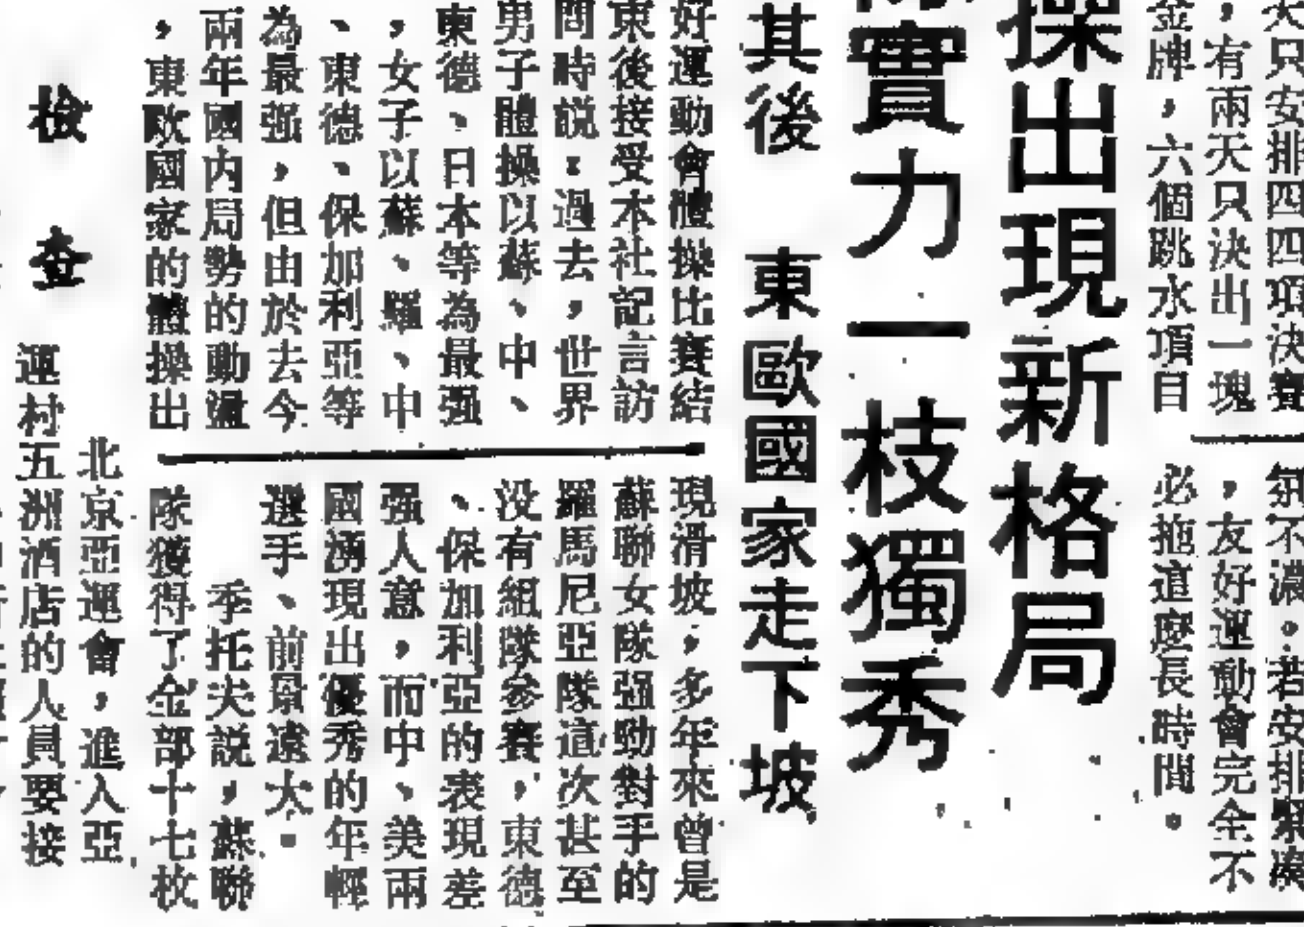 天只安排四四項決賽
，有兩天只決出一塊
金牌，六個跳水項目
氛不濃。若安排緊湊
，友好運動會完全不
必拖這麼長時間。
操出現新格局
實力一枝獨秀
其後 東歐國家走下坡
好運動會體操比賽結
束後接受本社記言訪
問時説：過去，世界
男子體操以蘇、中、
東德、日本等為最强
，女子以蘇、羅、中
、東德、保加利亞等
為最强，但由於去今
兩年國内局勢的動盪
，東歐國家的體操出
現滑坡，多年來曾是
蘇聯女隊强勁對手的
羅馬尼亞隊這次甚至
没有組隊參賽，東德
、保加利亞的表現差
强人意，而中、美兩
國湧現出優秀的年輕
選手、前景遠大。
季托夫説，蘇聯
隊獲得了金部十七枚
檢查
北京亞運會，進入亞
運村五洲酒店的人員要接